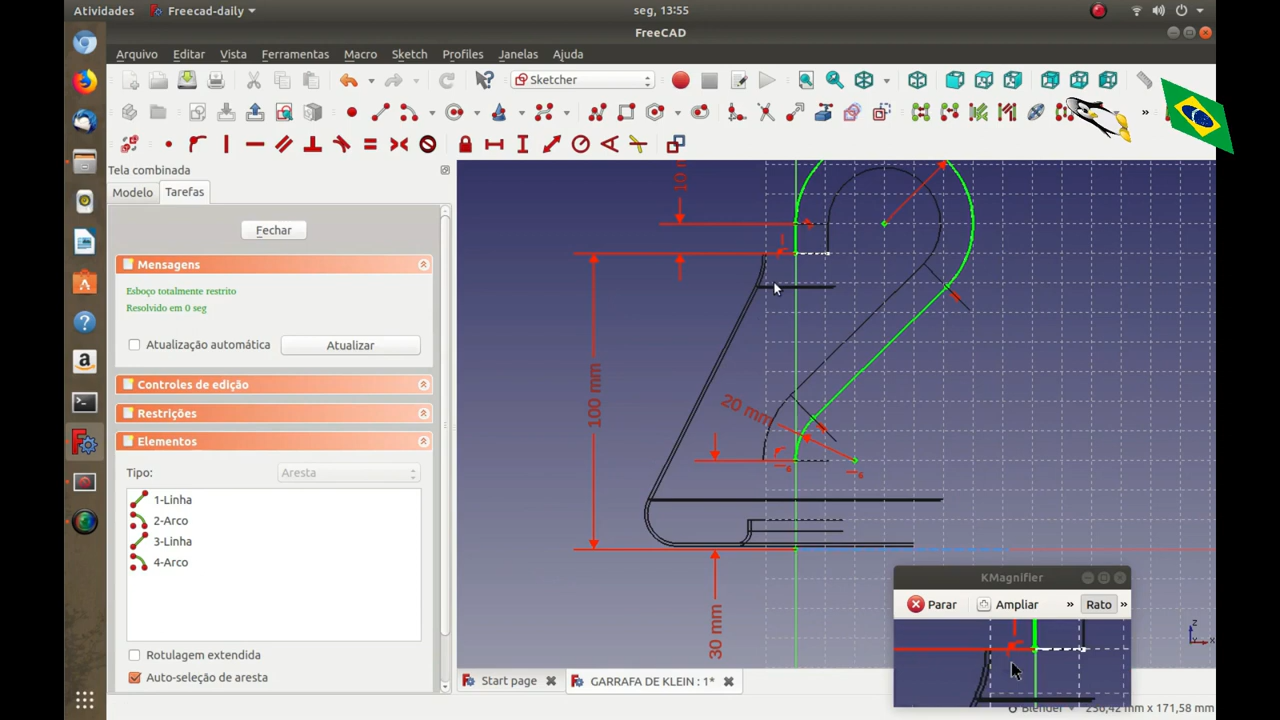 Atividades
Freecad-daily
seg, 13:55
FreeCAD
Arquivo Editar Vista Ferramentas Macro Sketch Profiles Janelas Ajuda
Sketcher
Tela combinada
Modelo Tarefas
Fechar
Mensagens
Esboço totalmente restrito
Resolvido em 0 seg
Atualização automática
Atualizar
Controles de edição
Restrições
Elementos
Tipo:
Aresta
1-Linha
2-Arco
3-Linha
4-Arco
Rotulagem extendida
Auto-seleção de aresta
100 mm
20 mm
30 mm
KMagnifier
Parar Ampliar » Rato »
Start page
GARRAFA DE KLEIN : 1*
Blender
236,42 mm x 171,58 mm